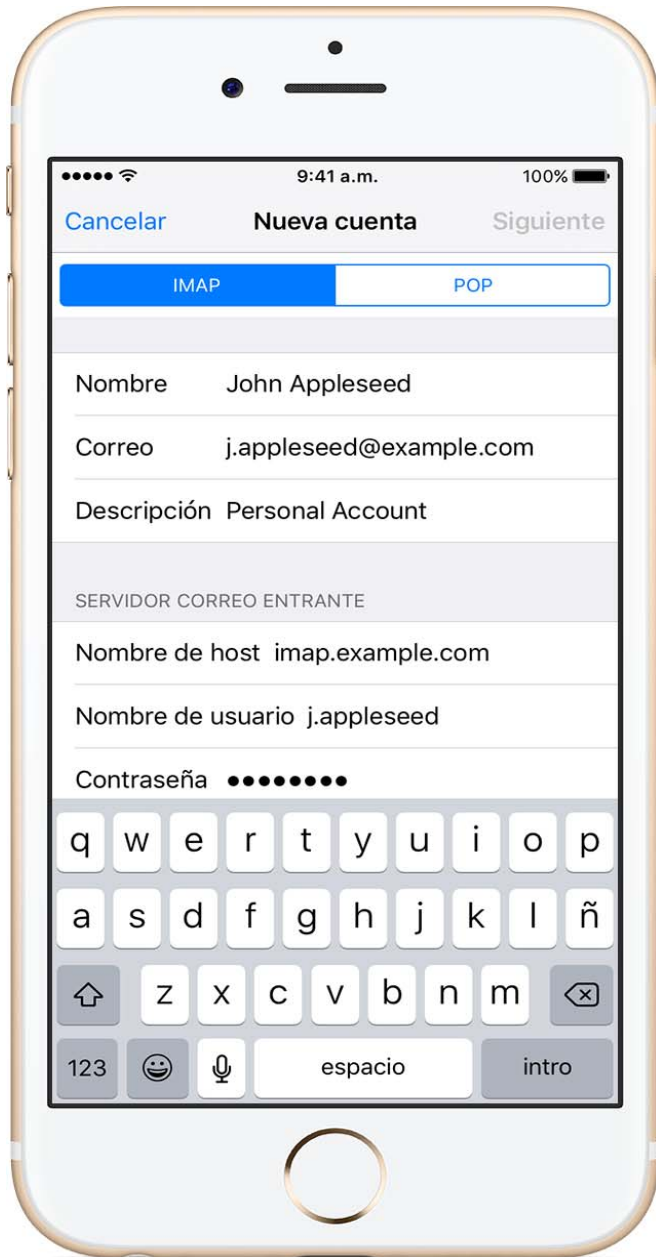 ●●●●● 9:41 a.m. 100%
Cancelar Nueva cuenta Siguiente
IMAP POP
Nombre John Appleseed
Correo j.appleseed@example.com
Descripción Personal Account
SERVIDOR CORREO ENTRANTE
Nombre de host imap.example.com
Nombre de usuario j.appleseed
Contraseña ●●●●●●●●
q w e r t y u i o p
a s d f g h j k l ñ
z x c v b n m
123 espacio intro